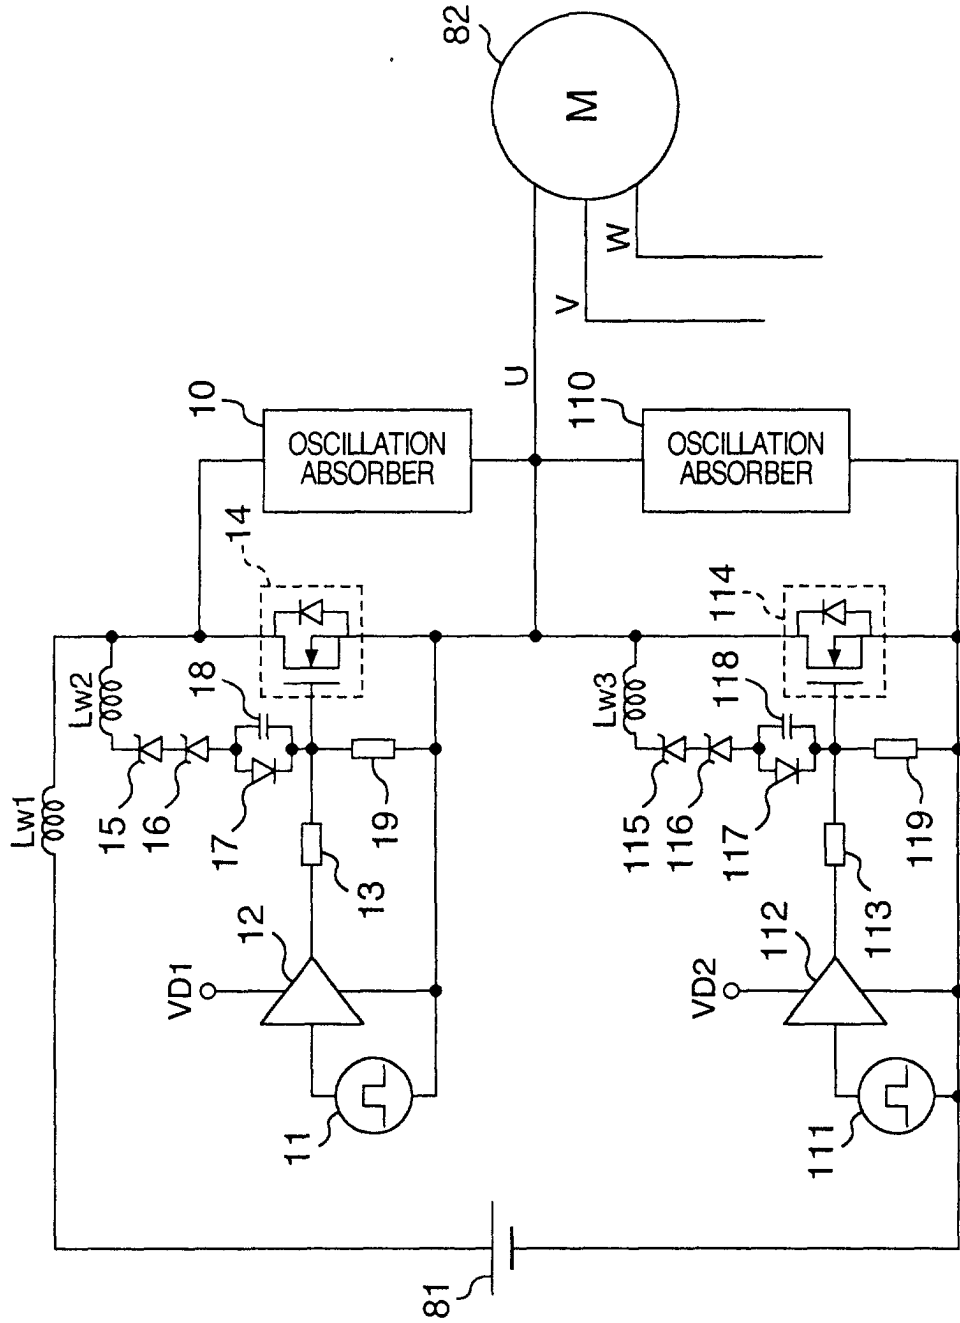 82
M
W
V
U
10
OSCILLATION
ABSORBER
110
OSCILLATION
ABSORBER
14
114
Lw1
Lw2
18
15
16
17
19
13
12
VD1
11
Lw3
118
115
116
117
119
113
112
VD2
111
81